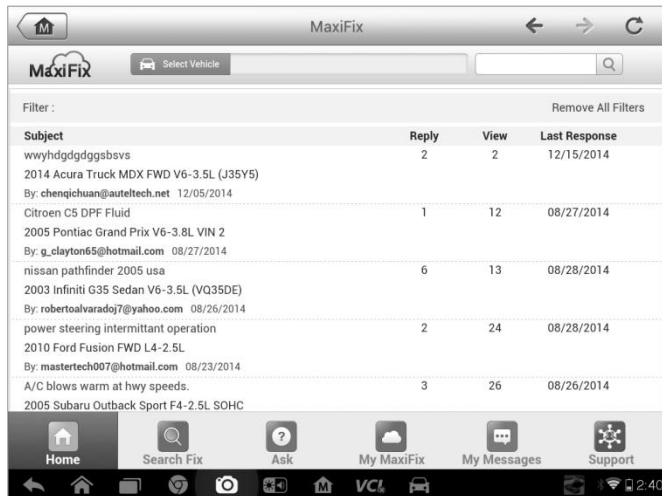 MaxiFix
MaxiFix
Select Vehicle
Filter :
Remove All Filters
Subject Reply View Last Response
wwyhdgdgdggsbsvs 2 2 12/15/2014
2014 Acura Truck MDX FWD V6-3.5L (J35Y5)
By: chenqichuan@auteltech.net 12/05/2014
Citroen C5 DPF Fluid 1 12 08/27/2014
2005 Pontiac Grand Prix V6-3.8L VIN 2
By: g_clayton65@hotmail.com 08/27/2014
nissan pathfinder 2005 usa 6 13 08/28/2014
2003 Infiniti G35 Sedan V6-3.5L (VQ35DE)
By: robertoalvaradoj7@yahoo.com 08/26/2014
power steering intermittant operation 2 24 08/28/2014
2010 Ford Fusion FWD L4-2.5L
By: mastertech007@hotmail.com 08/23/2014
A/C blows warm at hwy speeds. 3 26 08/26/2014
2005 Subaru Outback Sport F4-2.5L SOHC
Home Search Fix Ask My MaxiFix My Messages Support
VCI 2:40